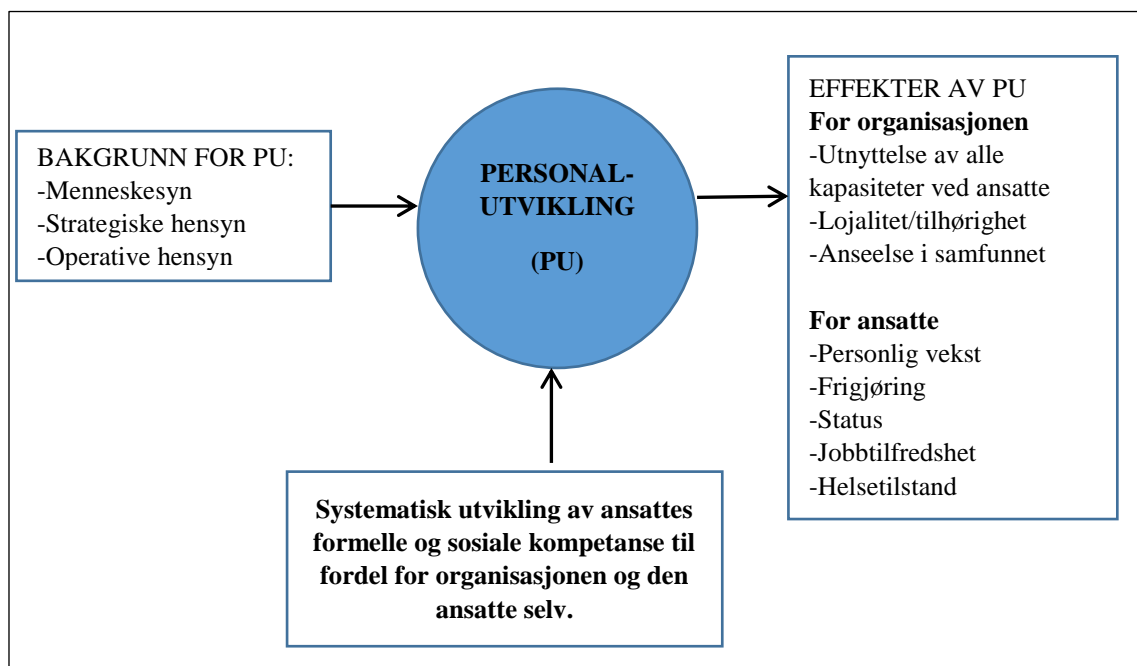 BAKGRUNN FOR PU:
-Menneskesyn
-Strategiske hensyn
-Operative hensyn
PERSONAL-
UTVIKLING
(PU)
EFFEKTER AV PU
For organisasjonen
-Utnyttelse av alle
kapasiteter ved ansatte
-Lojalitet/tilhørighet
-Anseelse i samfunnet
For ansatte
-Personlig vekst
-Frigjøring
-Status
-Jobbtilfredshet
-Helsetilstand
Systematisk utvikling av ansattes
formelle og sosiale kompetanse til
fordel for organisasjonen og den
ansatte selv.